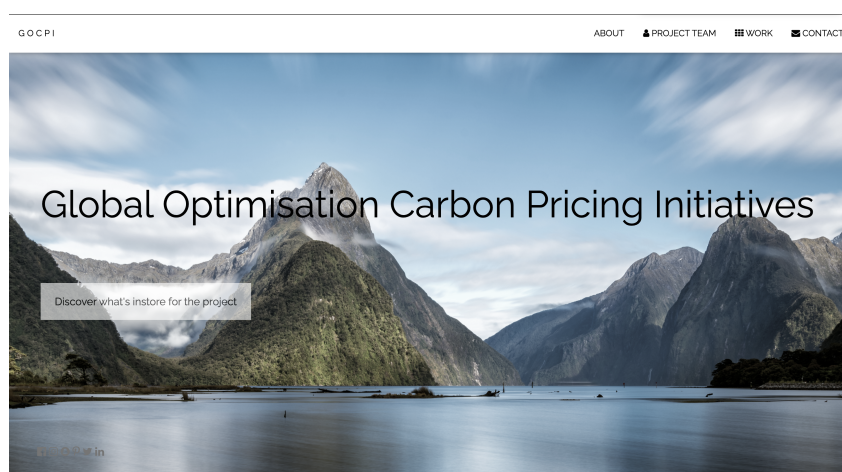 GOCPI
ABOUT PROJECT TEAM WORK CONTACT
Global Optimisation Carbon Pricing Initiatives
Discover what's instore for the project